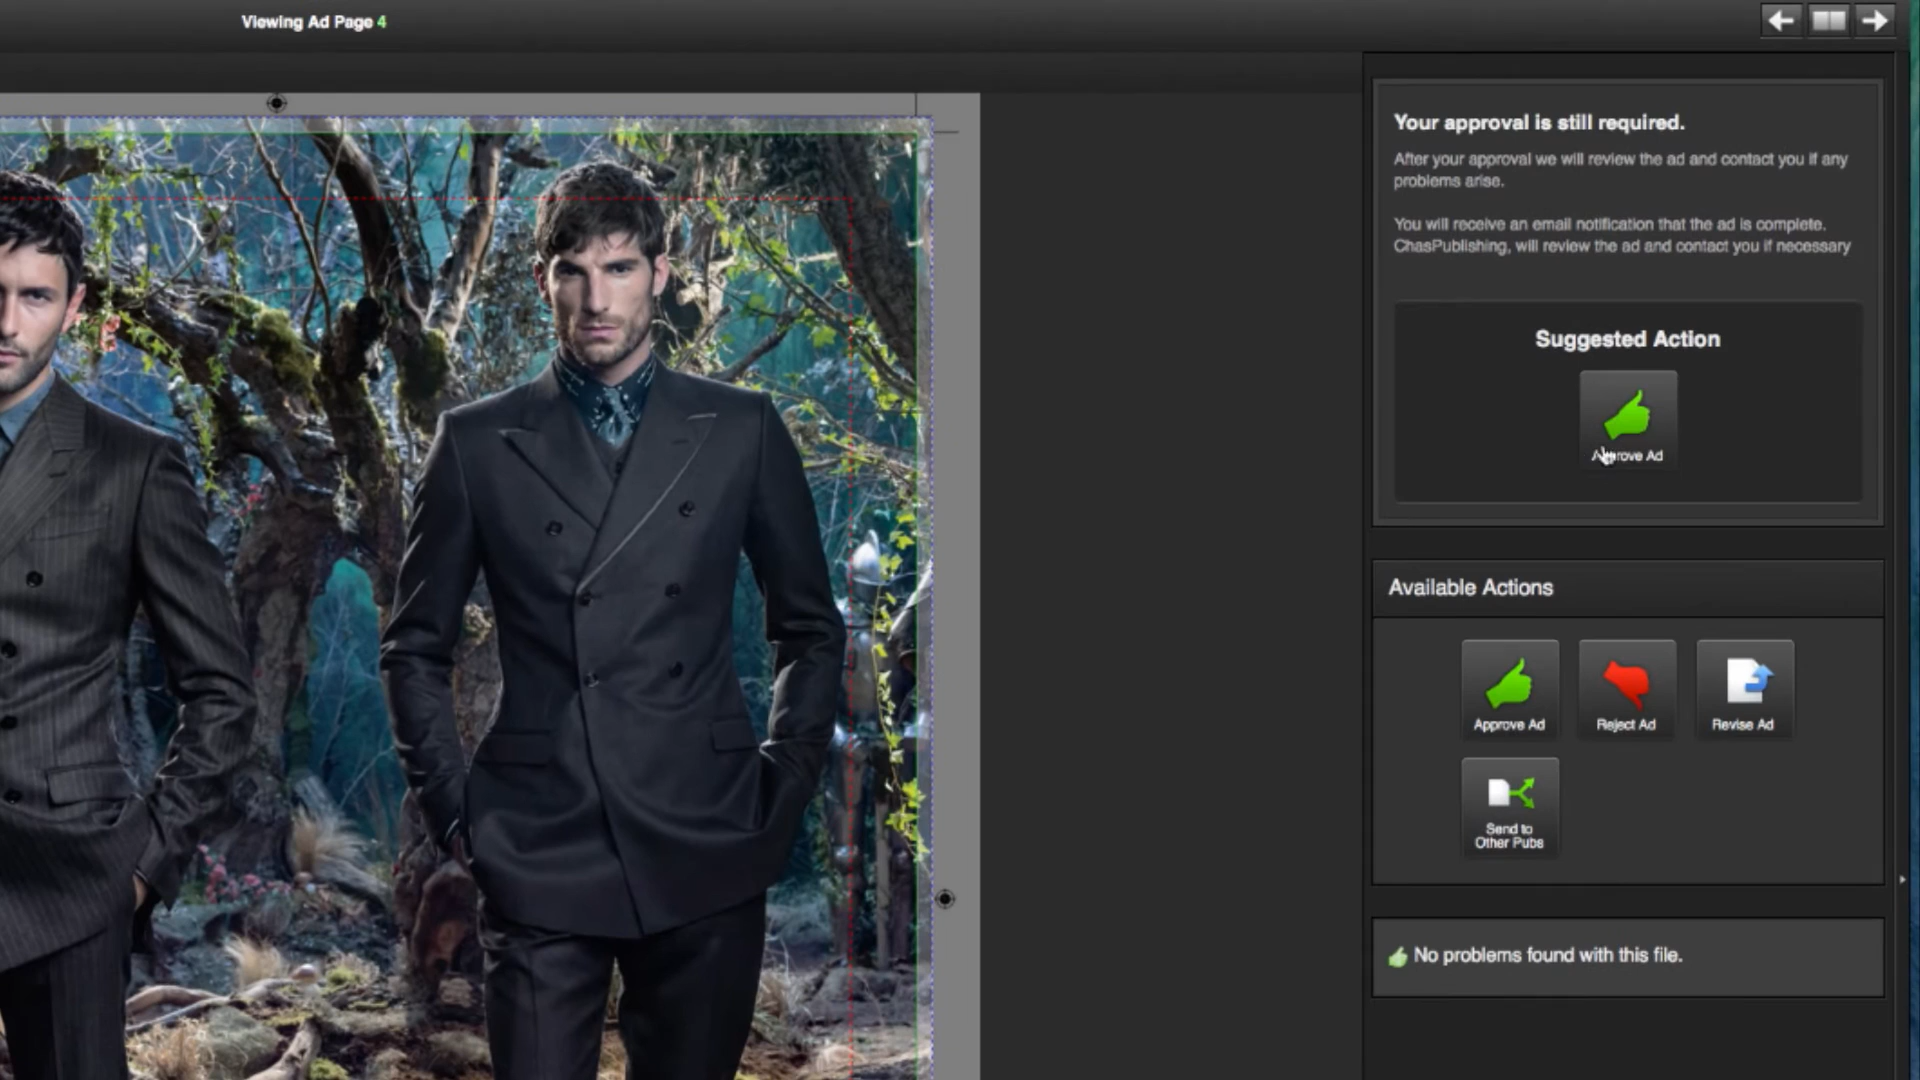 Viewing Ad Page 4
Your approval is still required.
After your approval we will review the ad and contact you if any
problems arise.
You will receive an email notification that the ad is complete.
ChasPublishing, will review the ad and contact you if necessary
Suggested Action
Approve Ad
Available Actions
Approve Ad
Reject Ad
Revise Ad
Send to
Other Pubs
No problems found with this file.